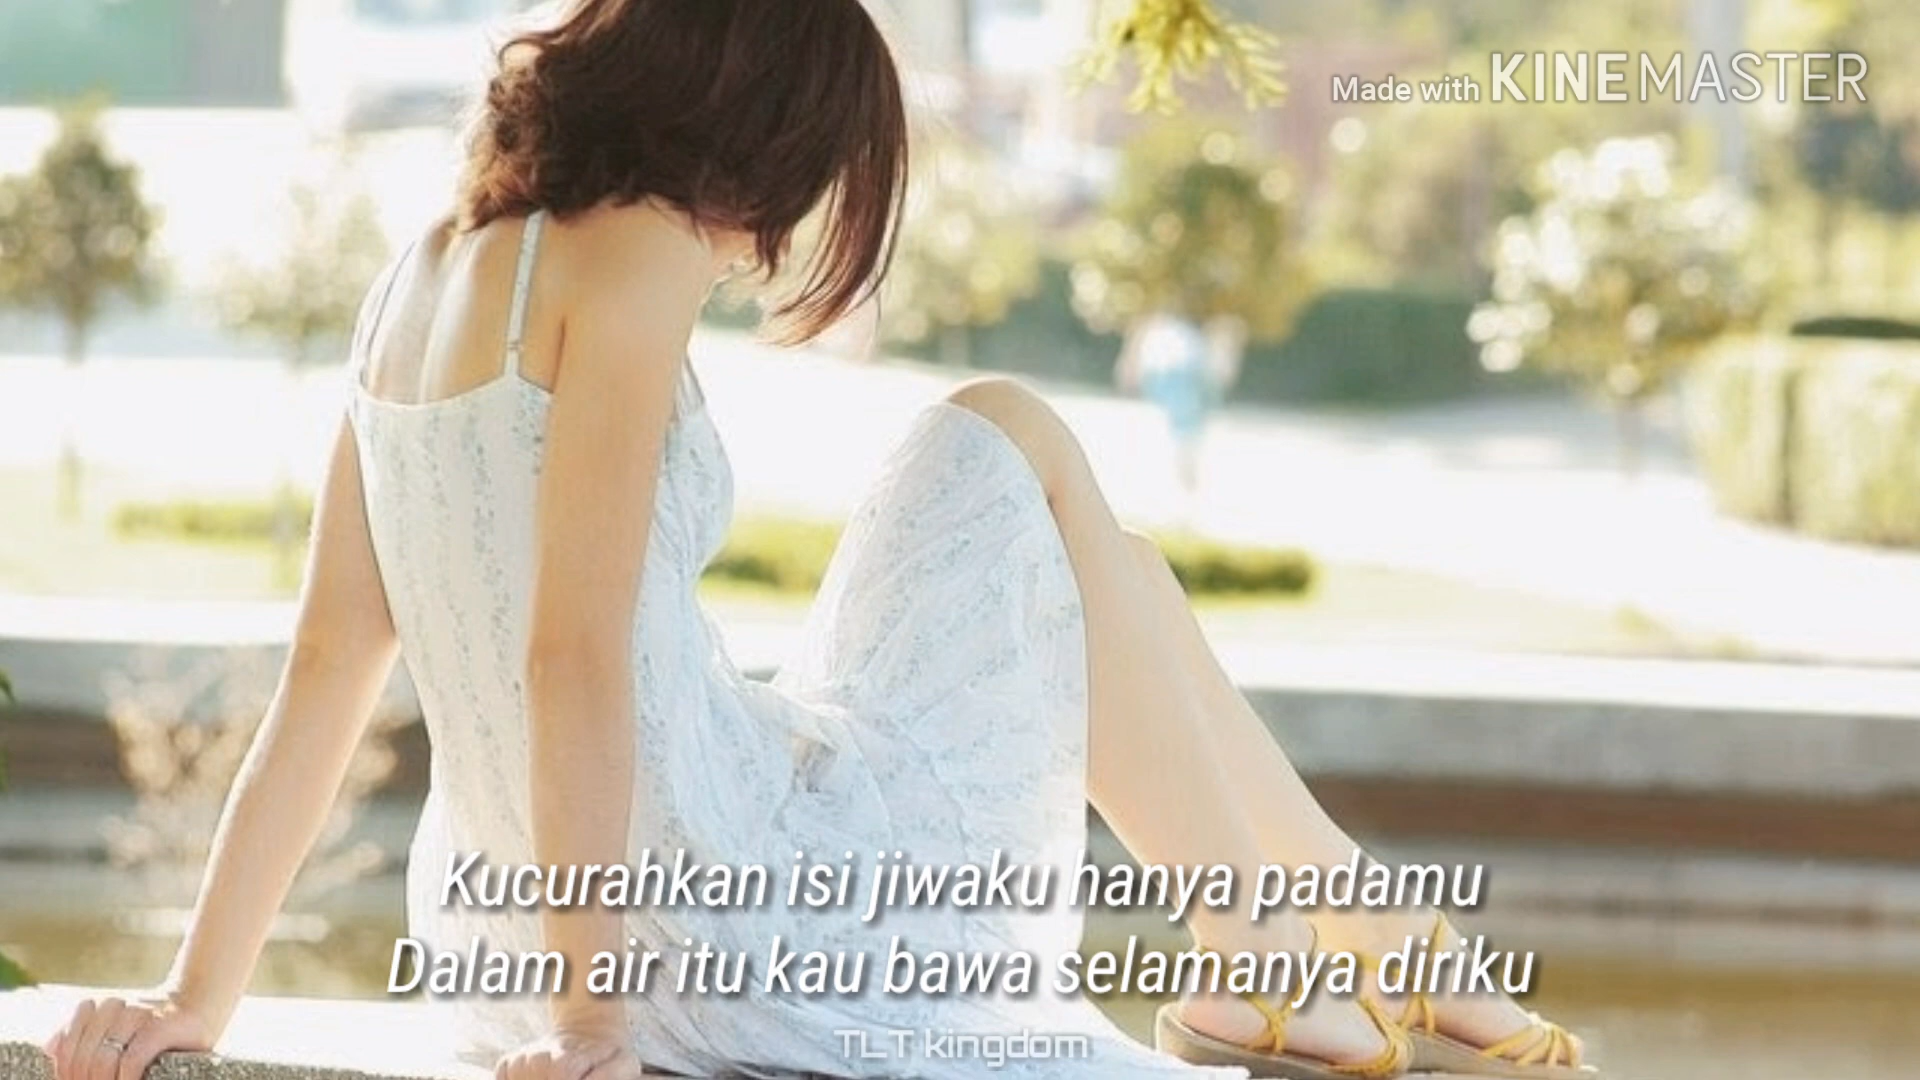 Made with KINEMASTER
Kucurahkan isi jiwaku hanya padamu
Dalam air itu kau bawa selamanya diriku
TLT kingdom